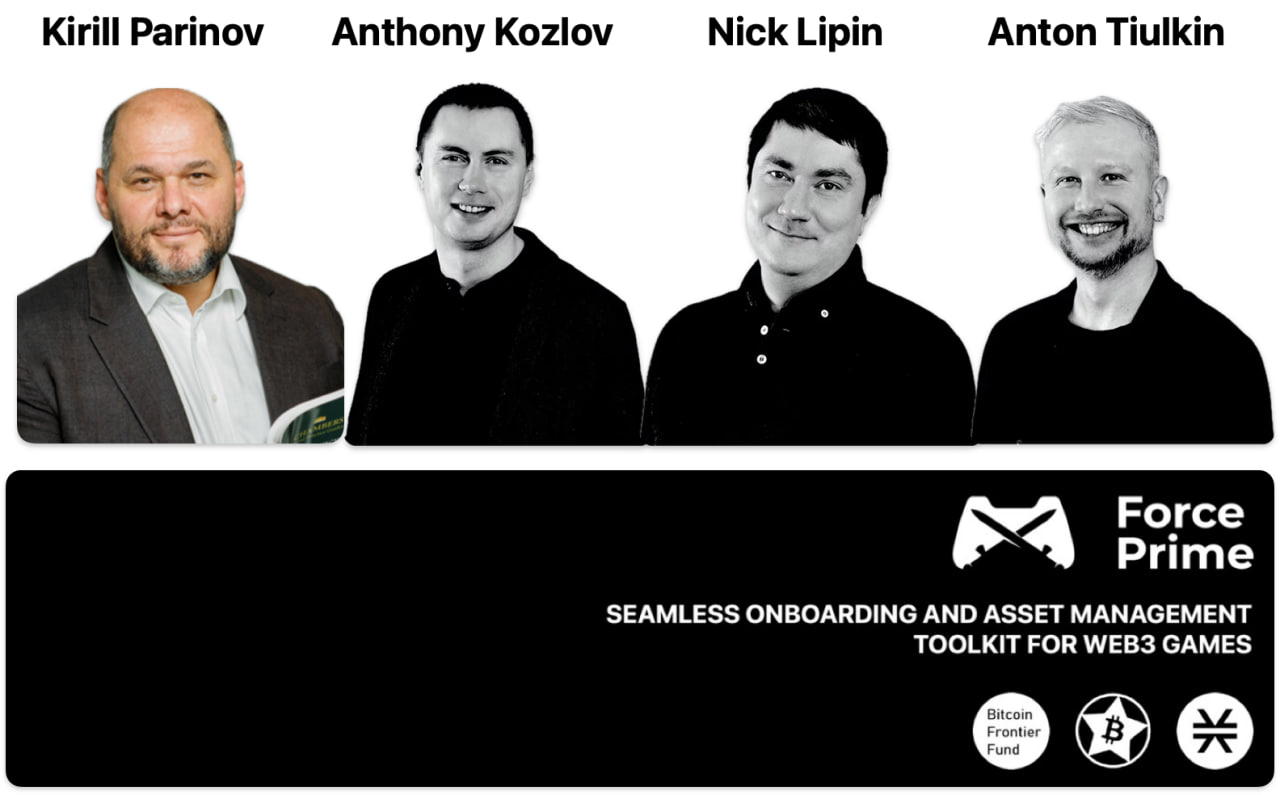 Kirill Parinov
Anthony Kozlov
Nick Lipin
Anton Tiulkin
CHAMBERS
Force
Prime
SEAMLESS ONBOARDING AND ASSET MANAGEMENT
TOOLKIT FOR WEB3 GAMES
Bitcoin
Frontier
Fund